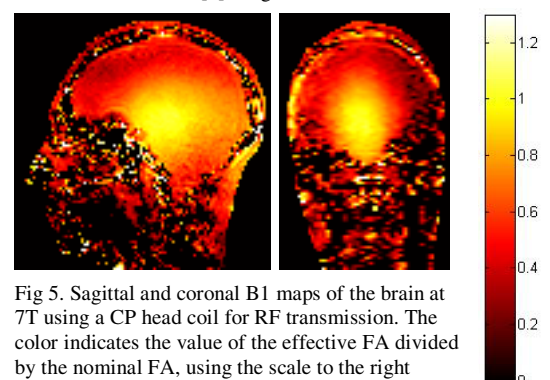 1.2
1
0.8
0.6
0.4
0.2
0
Fig 5. Sagittal and coronal B1 maps of the brain at
7T using a CP head coil for RF transmission. The
color indicates the value of the effective FA divided
by the nominal FA, using the scale to the right